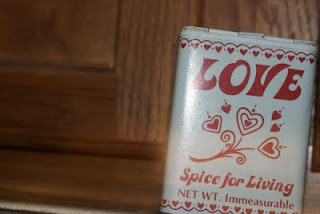 LOVE
Spice for Living
NET WT. Immeasurable